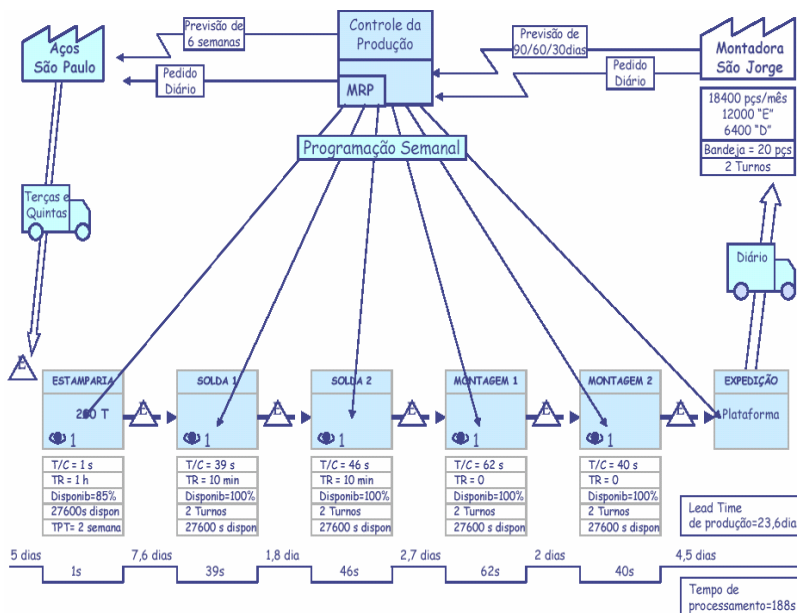 Aços
São Paulo
Previsão de
6 semanas
Pedido
Diário
Controle da
Produção
MRP
Previsão de
90/60/30dias
Pedido
Diário
Montadora
São Jorge
18400 pçs/mês
12000 "E"
6400 "D"
Bandeja = 20 pçs
2 Turnos
Programação Semanal
Terças e
Quintas
Diário
E
ESTAMPARIA
200 T
1
T/C = 1 s
TR = 1 h
Disponib=85%
27600s dispon
TPT= 2 semana
E
SOLDA 1
1
T/C = 39 s
TR = 10 min
Disponib=100%
2 Turnos
27600 s dispon
E
SOLDA 2
1
T/C = 46 s
TR = 10 min
Disponib=100%
2 Turnos
27600 s dispon
E
MONTAGEM 1
1
T/C = 62 s
TR = 0
Disponib=100%
2 Turnos
27600 s dispon
E
MONTAGEM 2
1
T/C = 40 s
TR = 0
Disponib=100%
2 Turnos
27600 s dispon
E
EXPEDIÇÃO
Plataforma
Lead Time
de produção=23,6dia
5 dias
1s
7,6 dias
39s
1,8 dia
46s
2,7 dias
62s
2 dias
40s
4,5 dias
Tempo de
processamento=188s